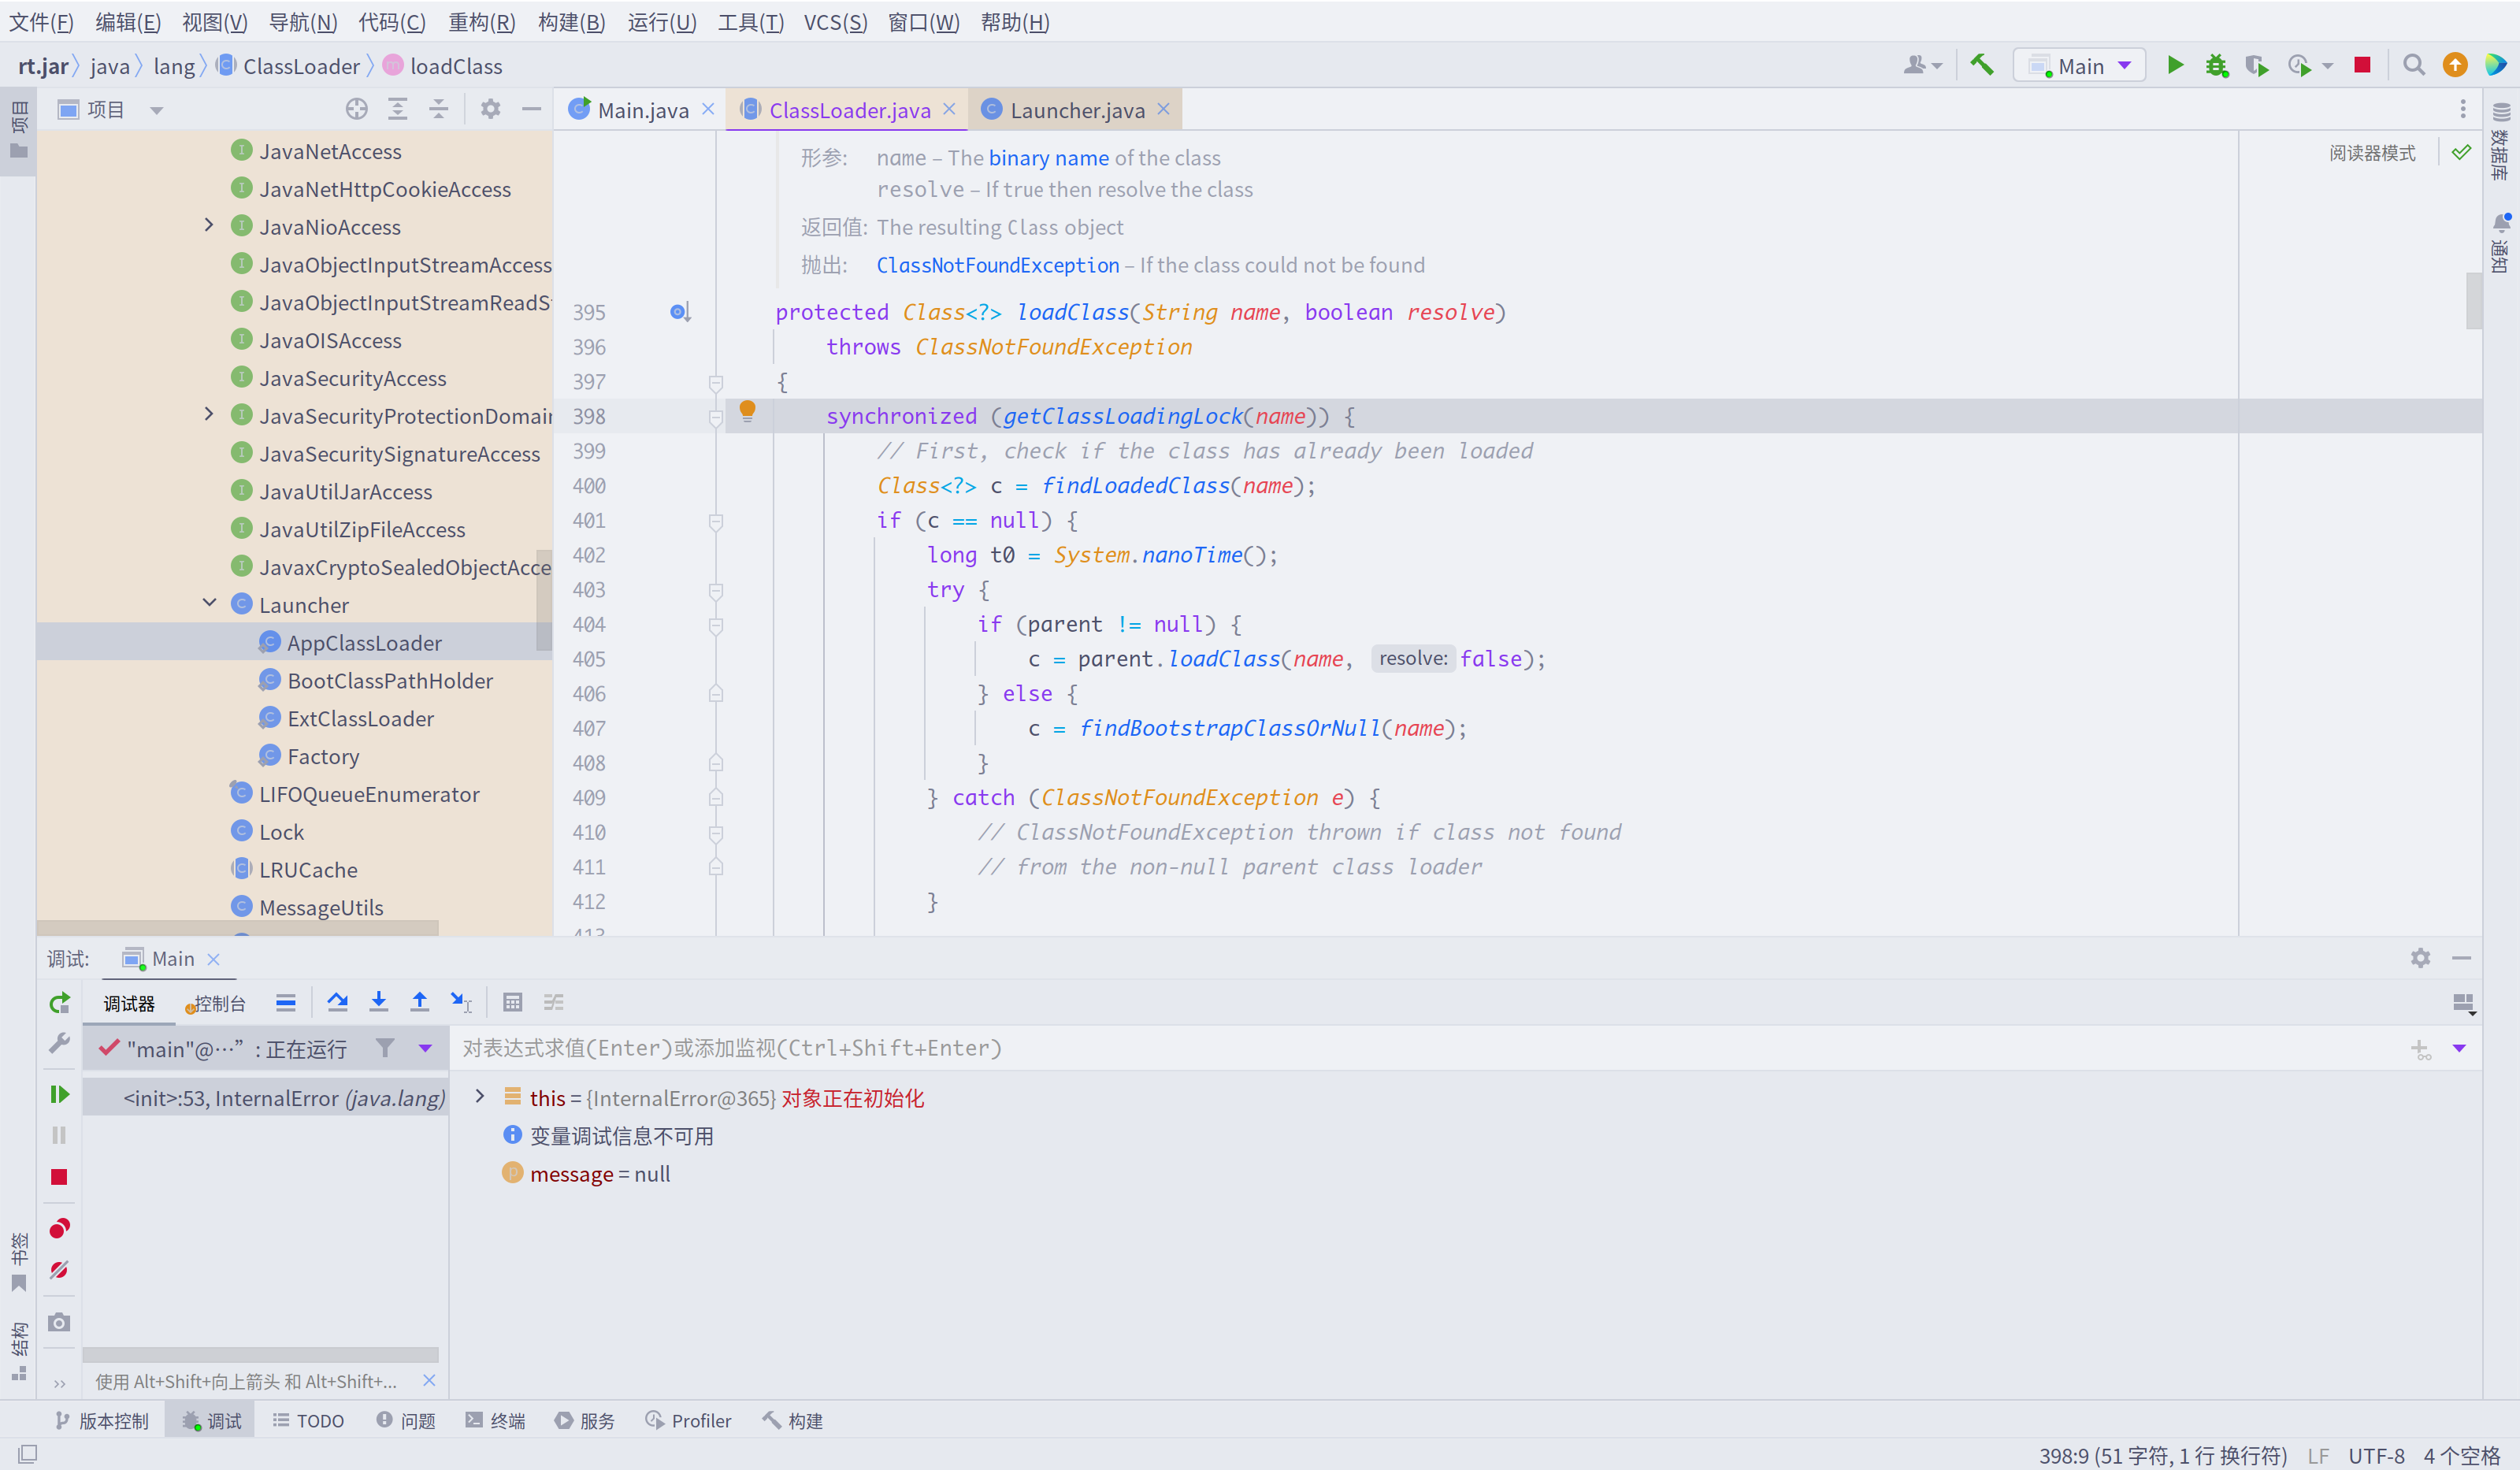 文件(F) 编辑(E) 视图(V) 导航(N) 代码(C) 重构(R) 构建(B) 运行(U) 工具(T) VCS(S) 窗口(W) 帮助(H)
rt.jar java lang ClassLoader loadClass
Main
项目
项目
Main.java ClassLoader.java Launcher.java
JavaNetAccess
JavaNetHttpCookieAccess
JavaNioAccess
JavaObjectInputStreamAccess
JavaObjectInputStreamReadS
JavaOISAccess
JavaSecurityAccess
JavaSecurityProtectionDomai
JavaSecuritySignatureAccess
JavaUtilJarAccess
JavaUtilZipFileAccess
JavaxCryptoSealedObjectAcce
Launcher
AppClassLoader
BootClassPathHolder
ExtClassLoader
Factory
LIFOQueueEnumerator
Lock
LRUCache
MessageUtils
形参: name – The binary name of the class
resolve – If true then resolve the class
返回值: The resulting Class object
抛出: ClassNotFoundException – If the class could not be found
阅读器模式
395 protected Class<?> loadClass(String name, boolean resolve)
396 throws ClassNotFoundException
397 {
398 synchronized (getClassLoadingLock(name)) {
399 // First, check if the class has already been loaded
400 Class<?> c = findLoadedClass(name);
401 if (c == null) {
402 long t0 = System.nanoTime();
403 try {
404 if (parent != null) {
405 c = parent.loadClass(name, resolve: false);
406 } else {
407 c = findBootstrapClassOrNull(name);
408 }
409 } catch (ClassNotFoundException e) {
410 // ClassNotFoundException thrown if class not found
411 // from the non-null parent class loader
412 }
413
数据库
通知
调试: Main
调试器 控制台
"main"@…” : 正在运行
对表达式求值(Enter)或添加监视(Ctrl+Shift+Enter)
<init>:53, InternalError (java.lang)
this = {InternalError@365} 对象正在初始化
变量调试信息不可用
message = null
书签
结构
使用 Alt+Shift+向上箭头 和 Alt+Shift+...
版本控制 调试 TODO 问题 终端 服务 Profiler 构建
398:9 (51 字符, 1 行 换行符) LF UTF-8 4 个空格